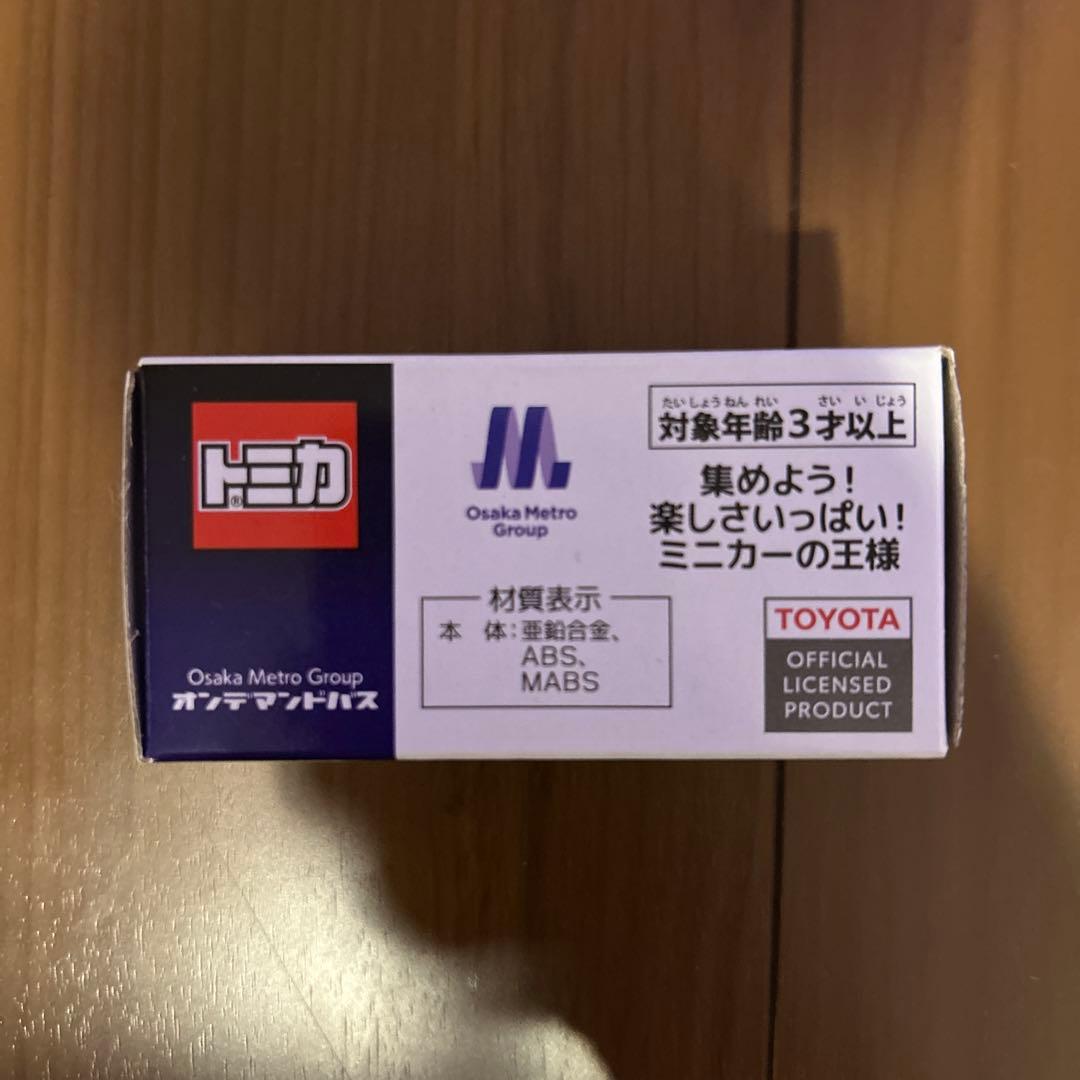 トミカ®
Osaka Metro Group
オンデマンドバス
Osaka Metro
Group
材質表示
本 体：亜鉛合金、
ABS、
MABS
たいしょうねんれい さいいじょう
対象年齢3才以上
集めよう！
楽しさいっぱい！
ミニカーの王様
TOYOTA
OFFICIAL
LICENSED
PRODUCT